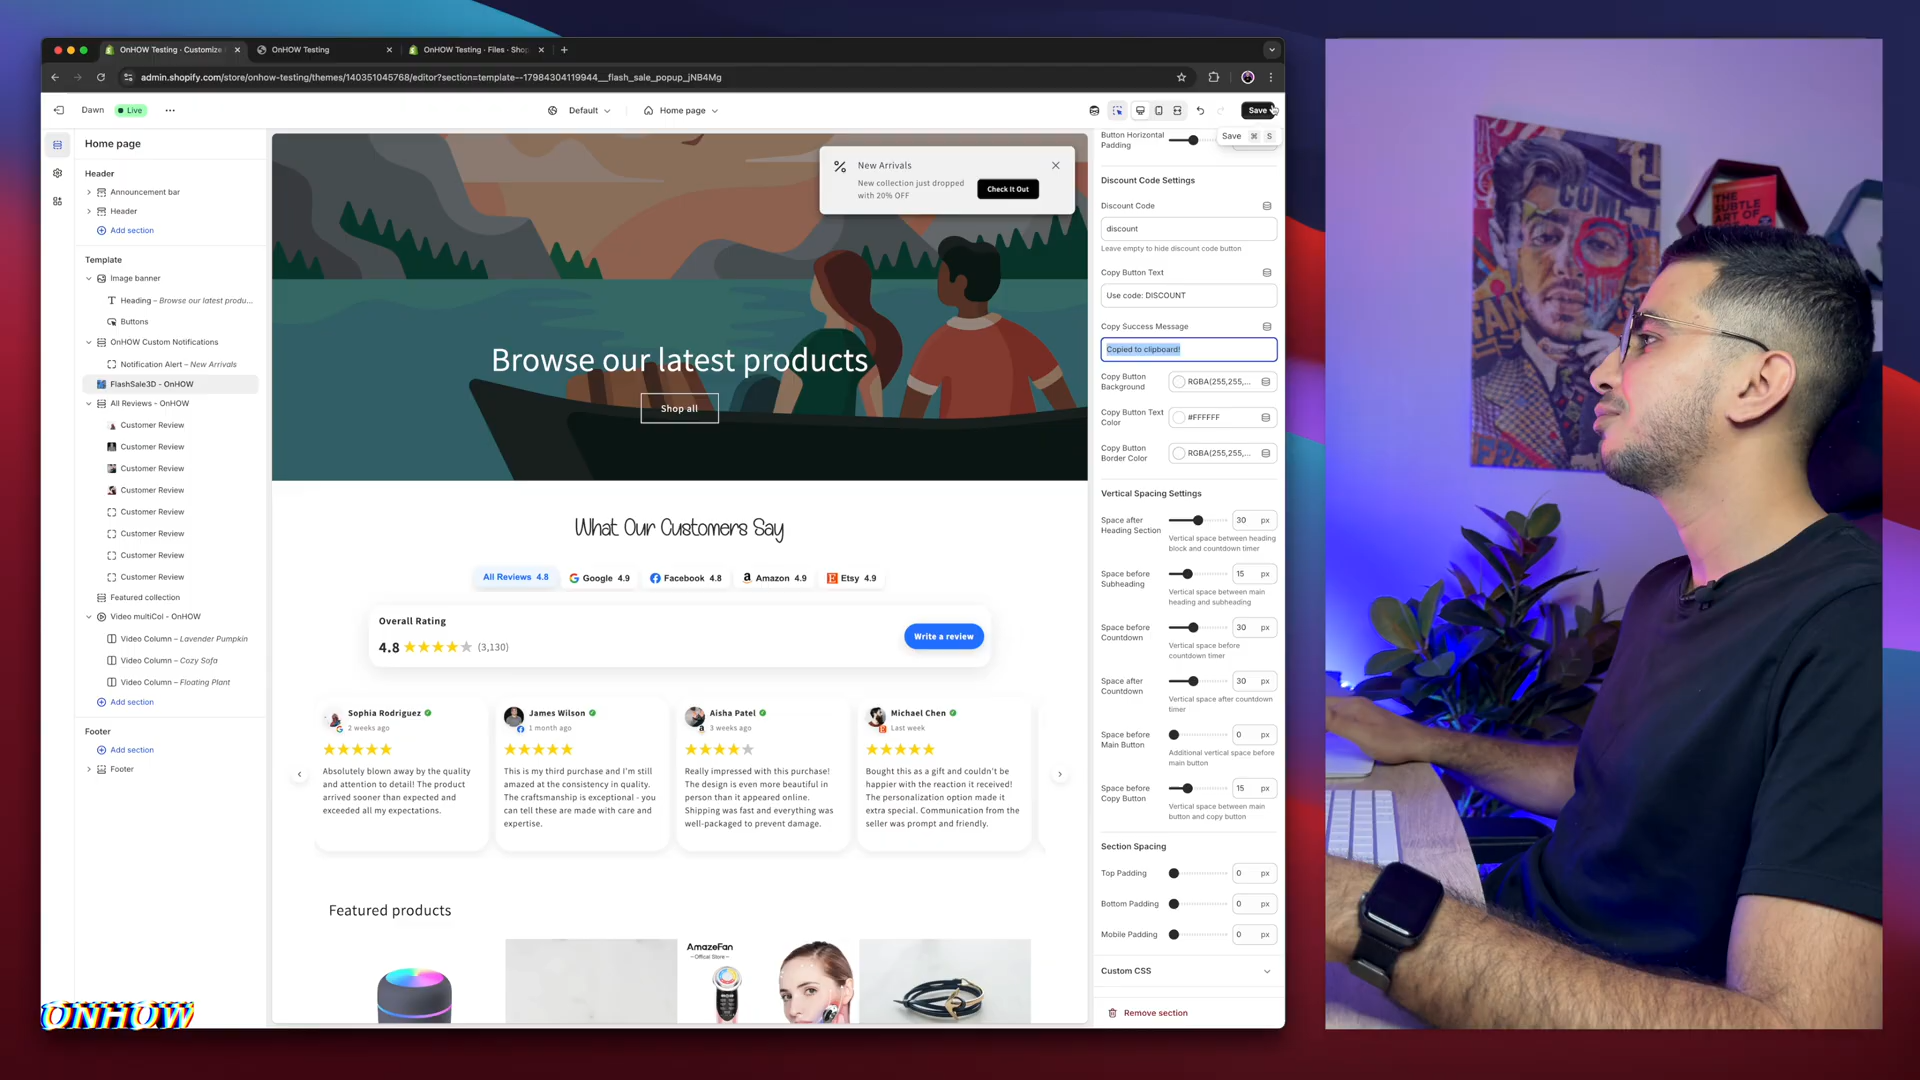 OnHOW Testing · Customize
OnHOW Testing
OnHOW Testing · Files · Shop
admin.shopify.com/store/onhow-testing/themes/140351045768/editor?section=template--17984304119944__flash_sale_popup_jNB4Mg
Dawn
Live
Default
Home page
Save
Save ⌘ S
Home page
Header
Announcement bar
Header
Add section
Template
Image banner
Heading – Browse our latest produ...
Buttons
OnHOW Custom Notifications
Notification Alert – New Arrivals
FlashSale3D - OnHOW
All Reviews - OnHOW
Customer Review
Customer Review
Customer Review
Customer Review
Customer Review
Customer Review
Customer Review
Customer Review
Featured collection
Video multiCol - OnHOW
Video Column – Lavender Pumpkin
Video Column – Cozy Sofa
Video Column – Floating Plant
Add section
Footer
Add section
Footer
New Arrivals
New collection just dropped
with 20% OFF
Check It Out
Browse our latest products
Shop all
What Our Customers Say
All Reviews 4.8
Google 4.9
Facebook 4.8
Amazon 4.9
Etsy 4.9
Overall Rating
4.8 ★★★★★ (3,130)
Write a review
Sophia Rodriguez
2 weeks ago
Absolutely blown away by the quality
and attention to detail! The product
arrived sooner than expected and
exceeded all my expectations.
James Wilson
1 month ago
This is my third purchase and I'm still
amazed at the consistency in quality.
The craftsmanship is exceptional - you
can tell these are made with care and
expertise.
Aisha Patel
3 weeks ago
Really impressed with this purchase!
The design is even more beautiful in
person than it appeared online.
Shipping was fast and everything was
well-packaged to prevent damage.
Michael Chen
Last week
Bought this as a gift and couldn't be
happier with the reaction it received!
The personalization option made it
extra special. Communication from the
seller was prompt and friendly.
Featured products
AmazeFan
Offical Store
Button Horizontal
Padding
Discount Code Settings
Discount Code
discount
Leave empty to hide discount code button
Copy Button Text
Use code: DISCOUNT
Copy Success Message
Copied to clipboard!
Copy Button
Background
RGBA(255,255,...
Copy Button Text
Color
#FFFFFF
Copy Button
Border Color
RGBA(255,255,...
Vertical Spacing Settings
Space after
Heading Section
30 px
Vertical space between heading
block and countdown timer
Space before
Subheading
15 px
Vertical space between main
heading and subheading
Space before
Countdown
30 px
Vertical space before
countdown timer
Space after
Countdown
30 px
Vertical space after countdown
timer
Space before
Main Button
0 px
Additional vertical space before
main button
Space before
Copy Button
15 px
Vertical space between main
button and copy button
Section Spacing
Top Padding
0 px
Bottom Padding
0 px
Mobile Padding
0 px
Custom CSS
Remove section
ONHOW
THE
SUBTLE
ART OF